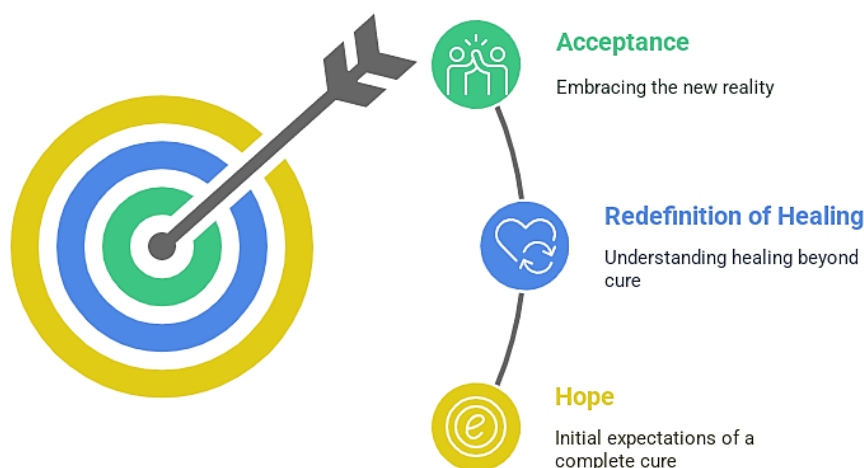 Acceptance
Embracing the new reality
Redefinition of Healing
Understanding healing beyond
cure
Hope
e
Initial expectations of a
complete cure